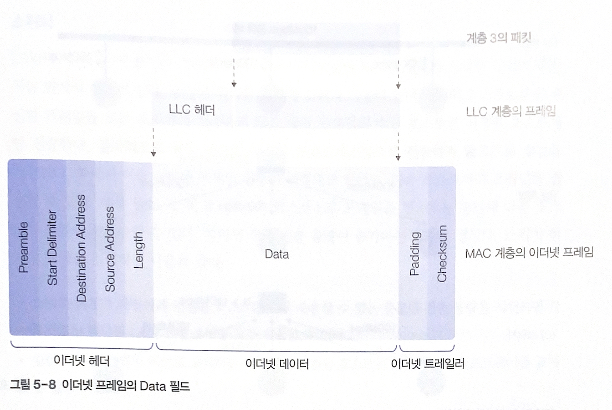 계층 3의 패킷
LLC 헤더
LLC 계층의 프레임
Preamble
Start Delimiter
Destination Address
Source Address
Length
Data
Padding
Checksum
MAC 계층의 이더넷 프레임
이더넷 헤더
이더넷 데이터
이더넷 트레일러
그림 5-8 이더넷 프레임의 Data 필드